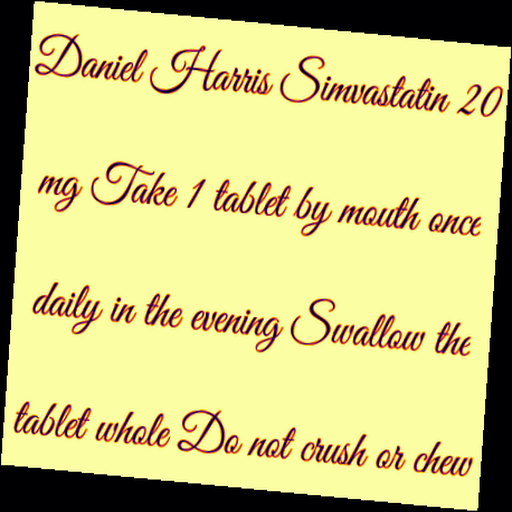 Daniel Harris Simvastatin 20
mg Take 1 tablet by mouth once
daily in the evening Swallow the
tablet whole Do not crush or chew